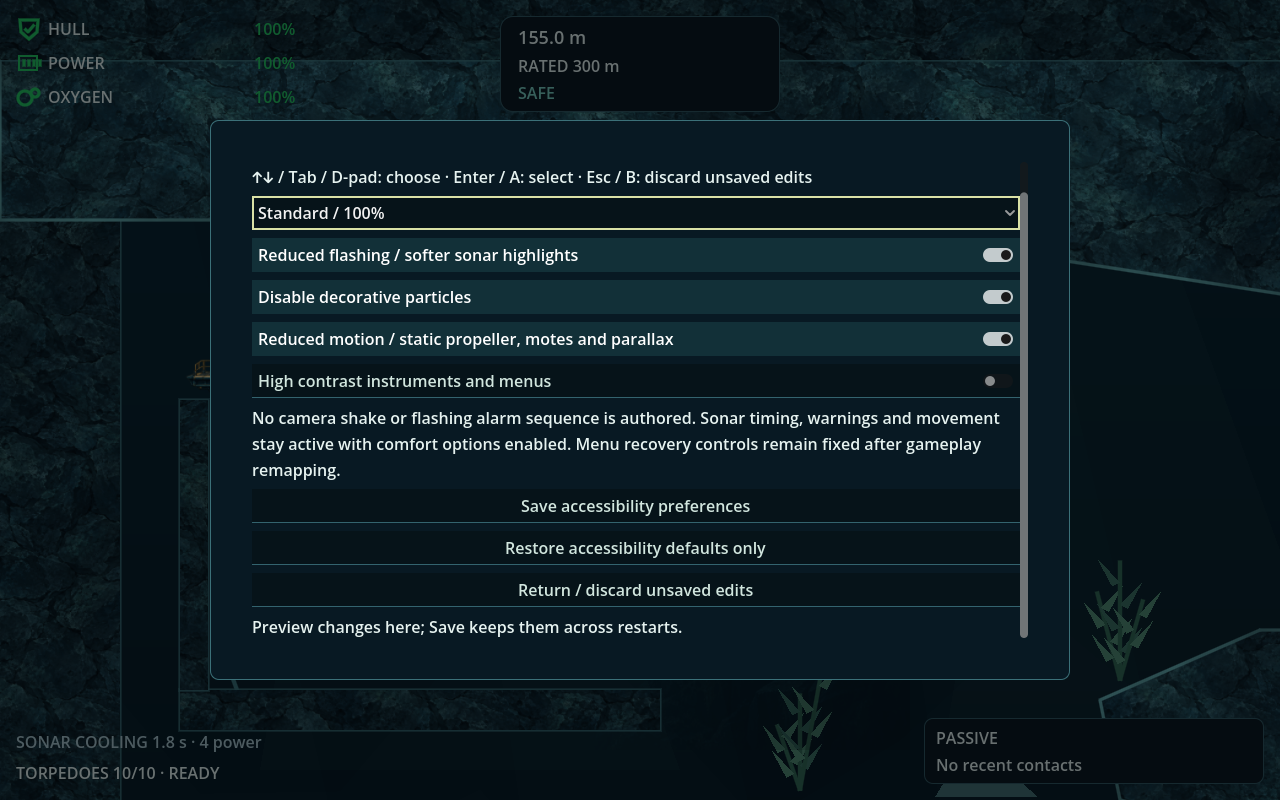 HULL 100%
155.0 m
POWER 100%
RATED 300 m
OXYGEN 100%
SAFE
↑↓ / Tab / D-pad: choose · Enter / A: select · Esc / B: discard unsaved edits
Standard / 100%
Reduced flashing / softer sonar highlights
Disable decorative particles
Reduced motion / static propeller, motes and parallax
High contrast instruments and menus
No camera shake or flashing alarm sequence is authored. Sonar timing, warnings and movement
stay active with comfort options enabled. Menu recovery controls remain fixed after gameplay
remapping.
Save accessibility preferences
Restore accessibility defaults only
Return / discard unsaved edits
Preview changes here; Save keeps them across restarts.
SONAR COOLING 1.8 s · 4 power
TORPEDOES 10/10 · READY
PASSIVE
No recent contacts